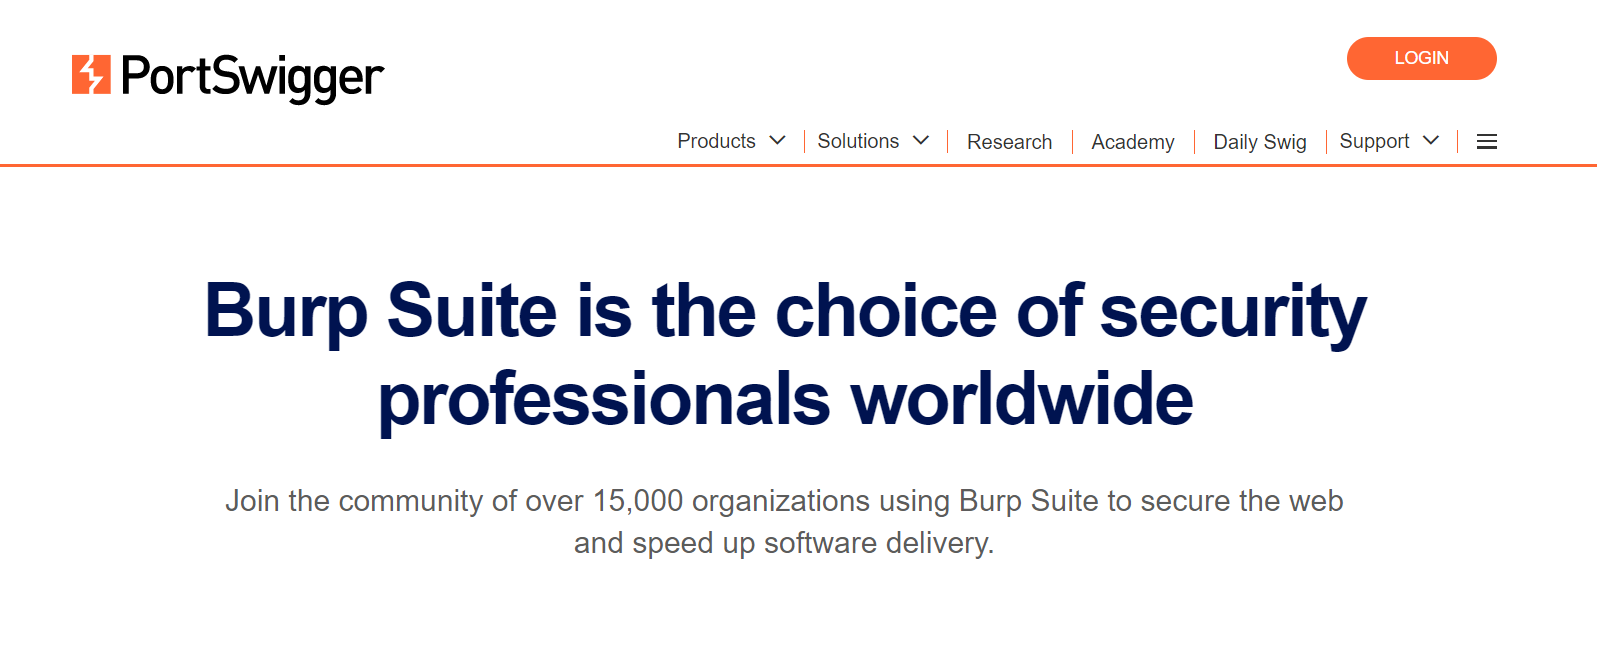 PortSwigger
LOGIN
Products
Solutions
Research
Academy
Daily Swig
Support
Burp Suite is the choice of security
professionals worldwide
Join the community of over 15,000 organizations using Burp Suite to secure the web
and speed up software delivery.